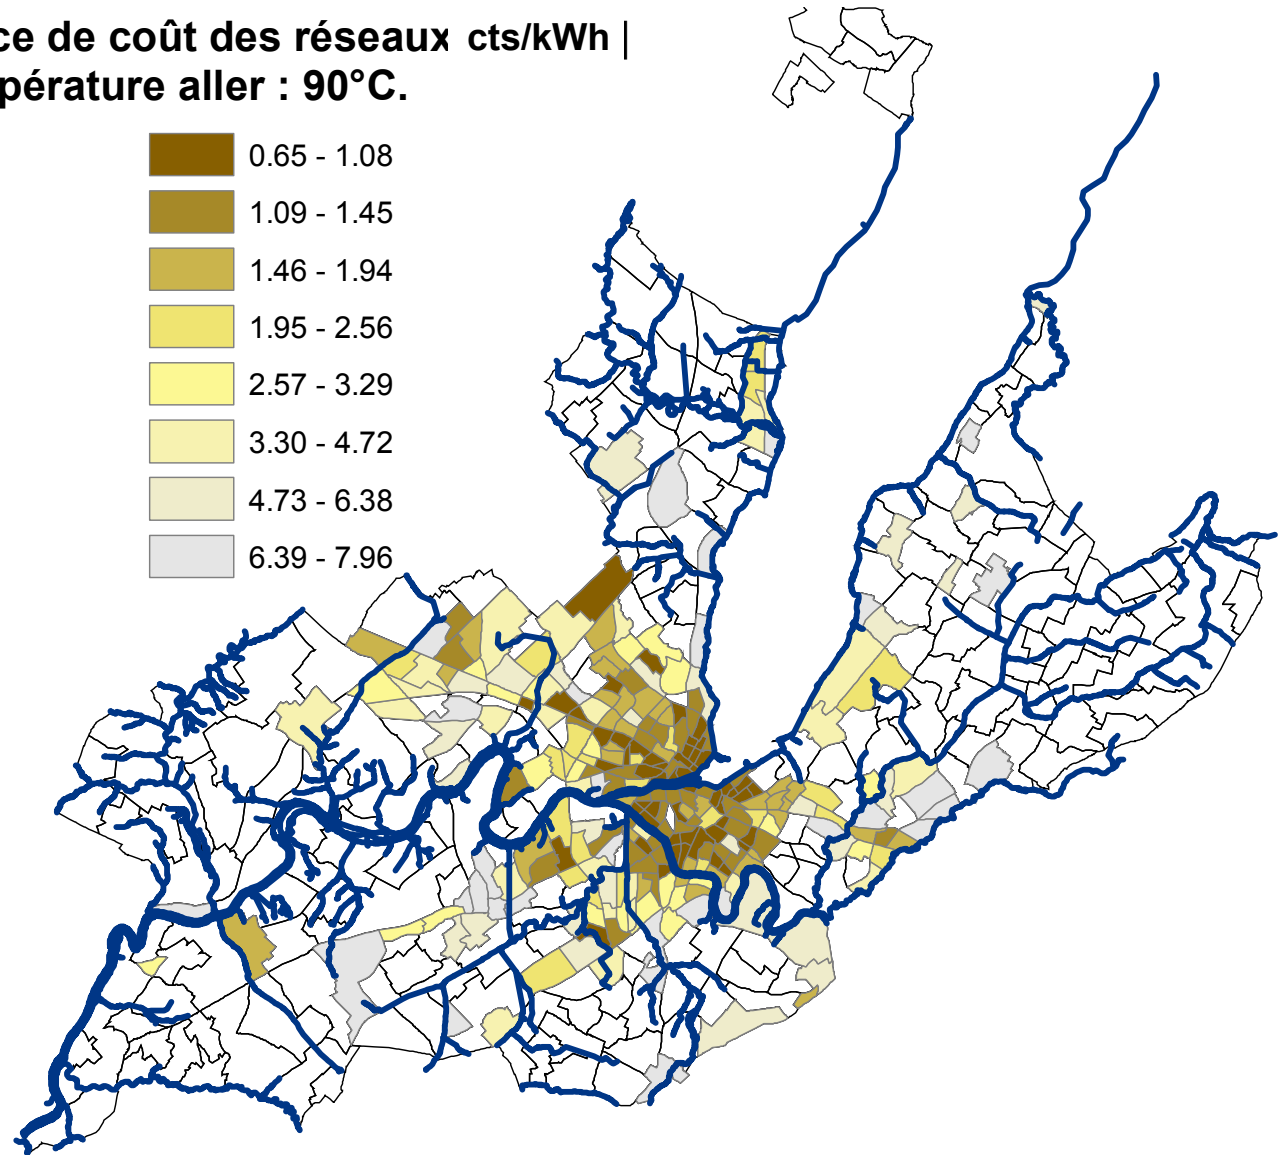 ce de coût des réseaux cts/kWh |
pérature aller : 90°C.
0.65 - 1.08
1.09 - 1.45
1.46 - 1.94
1.95 - 2.56
2.57 - 3.29
3.30 - 4.72
4.73 - 6.38
6.39 - 7.96